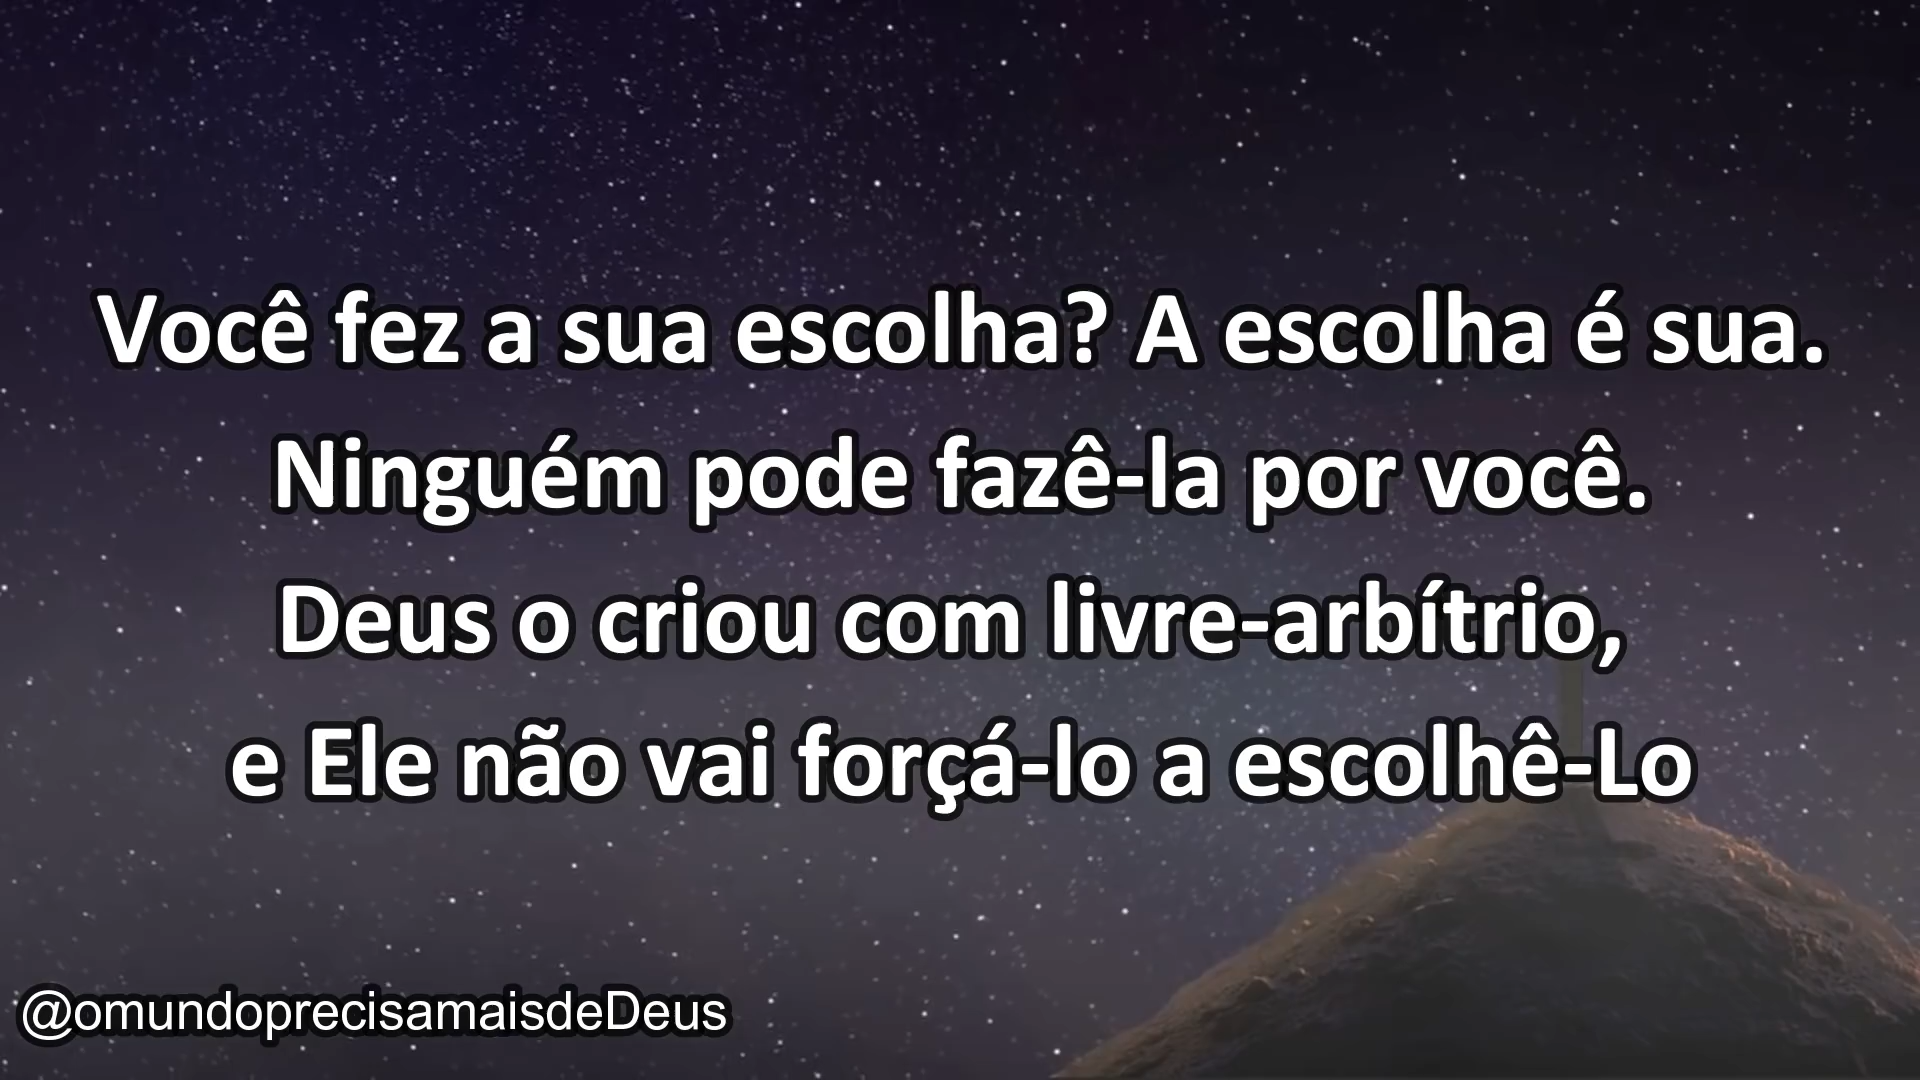 Você fez a sua escolha? A escolha é sua.
Ninguém pode fazê-la por você.
Deus o criou com livre-arbítrio,
e Ele não vai forçá-lo a escolhê-Lo
@omundoprecisamaisdeDeus